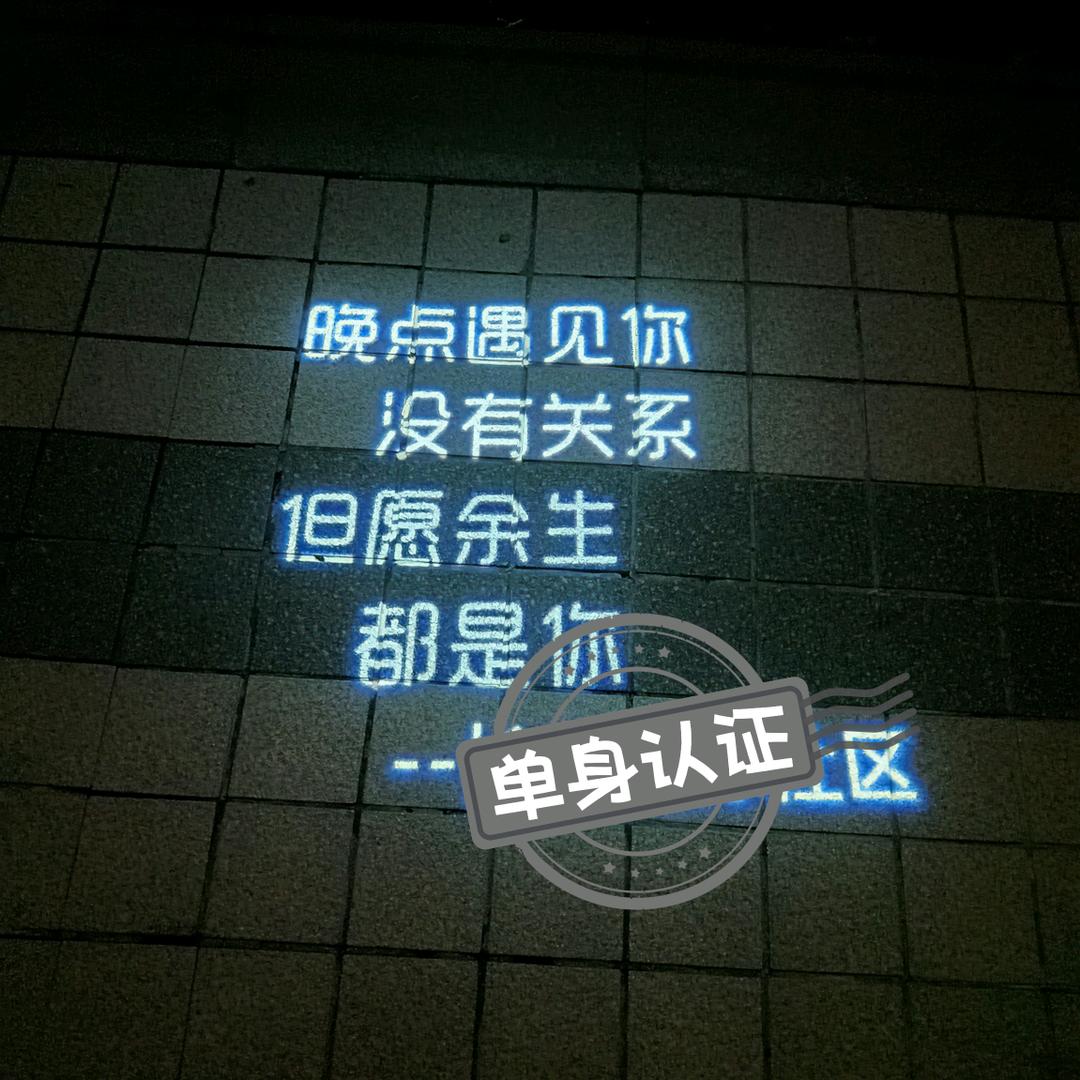 晚点遇见你
没有关系
但愿余生
都是你
社区
单身认证